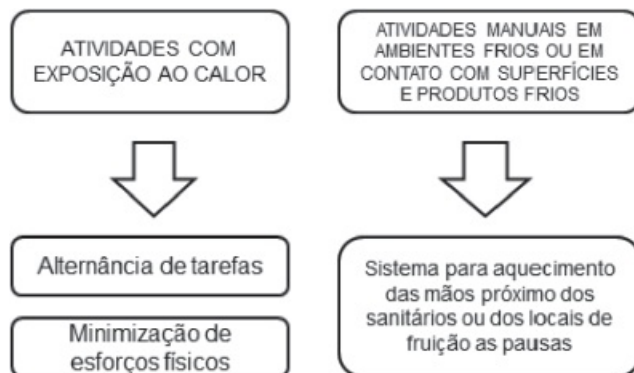 ATIVIDADES COM
EXPOSIÇÃO AO CALOR
Alternância de tarefas
Minimização de
esforços físicos
ATIVIDADES MANUAIS EM
AMBIENTES FRIOS OU EM
CONTATO COM SUPERFÍCIES
E PRODUTOS FRIOS
Sistema para aquecimento
das mãos próximo dos
sanitários ou dos locais de
fruição as pausas